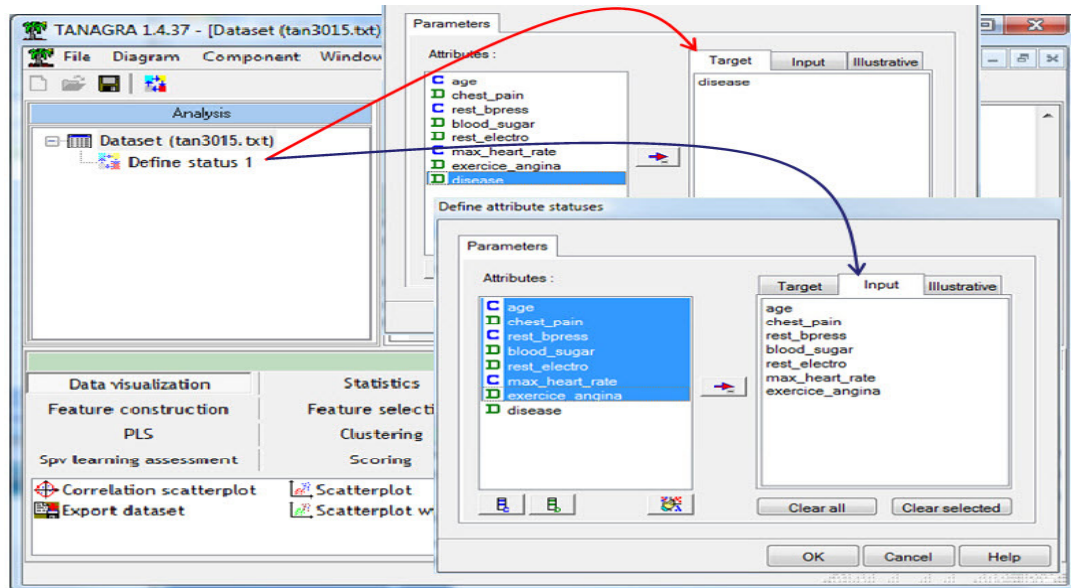 TANAGRA 1.4.37 - [Dataset (tan3015.txt)
File Diagram Component Window
Analysis
Dataset (tan3015.txt)
Define status 1
Parameters
Attributes :
age
chest_pain
rest_bpress
blood_sugar
rest_electro
max_heart_rate
exercice_angina
disease
Target Input Illustrative
disease
Define attribute statuses
Parameters
Attributes :
age
chest_pain
rest_bpress
blood_sugar
rest_electro
max_heart_rate
exercice_angina
disease
Target Input Illustrative
age
chest_pain
rest_bpress
blood_sugar
rest_electro
max_heart_rate
exercice_angina
Clear all Clear selected
OK Cancel Help
Data visualization Statistics
Feature construction Feature selecti
PLS Clustering
Spv learning assessment Scoring
Correlation scatterplot Scatterplot
Export dataset Scatterplot w